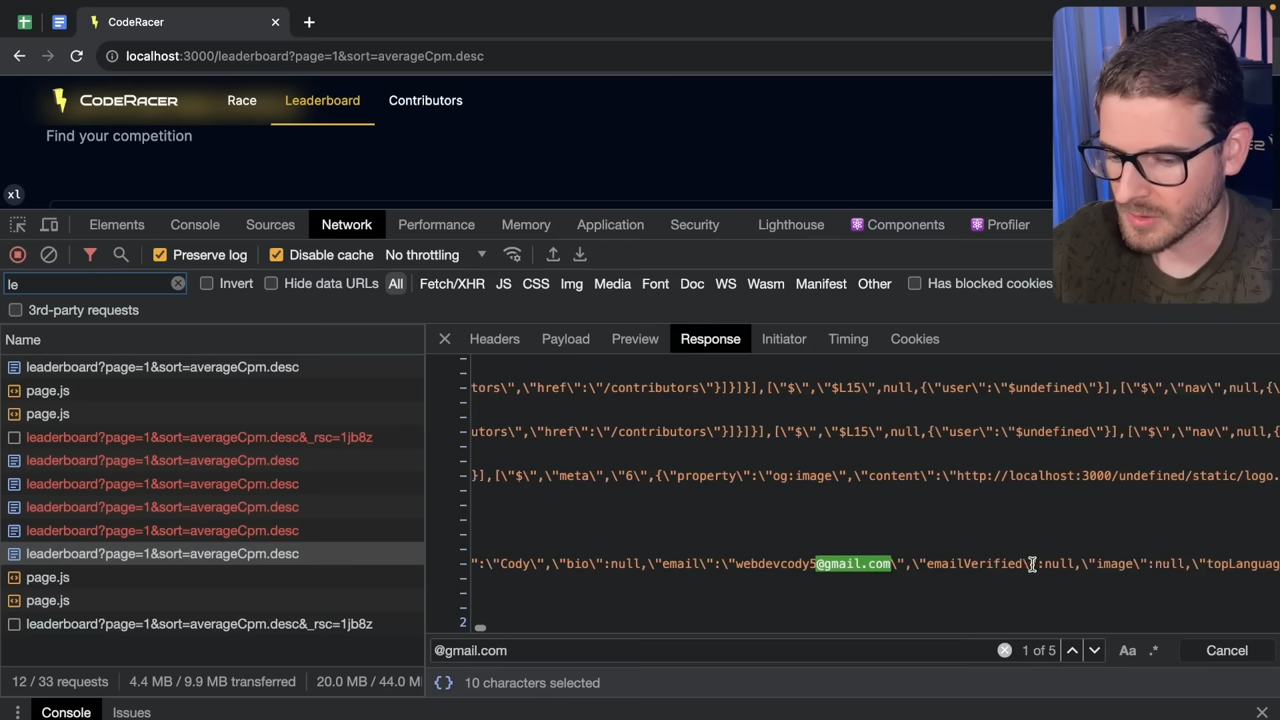 CodeRacer
localhost:3000/leaderboard?page=1&sort=averageCpm.desc
CODERACER Race Leaderboard Contributors
Find your competition
xl
Elements Console Sources Network Performance Memory Application Security Lighthouse Components Profiler
Preserve log Disable cache No throttling
le Invert Hide data URLs All Fetch/XHR JS CSS Img Media Font Doc WS Wasm Manifest Other Has blocked cookies
3rd-party requests
Name
leaderboard?page=1&sort=averageCpm.desc
page.js
page.js
leaderboard?page=1&sort=averageCpm.desc&_rsc=1jb8z
leaderboard?page=1&sort=averageCpm.desc
leaderboard?page=1&sort=averageCpm.desc
leaderboard?page=1&sort=averageCpm.desc
leaderboard?page=1&sort=averageCpm.desc
leaderboard?page=1&sort=averageCpm.desc
page.js
page.js
leaderboard?page=1&sort=averageCpm.desc&_rsc=1jb8z
12 / 33 requests 4.4 MB / 9.9 MB transferred 20.0 MB / 44.0 M
Headers Payload Preview Response Initiator Timing Cookies
tors\",\"href\":\"/contributors\"}]}]}],[\"$\",\"$L15\",null,{\"user\":\"$undefined\"}],[\"$\",\"nav\",null,{\"
utors\",\"href\":\"/contributors\"}]}]}],[\"$\",\"$L15\",null,{\"user\":\"$undefined\"}],[\"$\",\"nav\",null,{
}],[\"$\",\"meta\",\"6\",{\"property\":\"og:image\",\"content\":\"http://localhost:3000/undefined/static/logo.
":\"Cody\",\"bio\":null,\"email\":\"webdevcody5@gmail.com\",\"emailVerified\":null,\"image\":null,\"topLanguag
2
@gmail.com 1 of 5 Aa .* Cancel
{} 10 characters selected
Console Issues